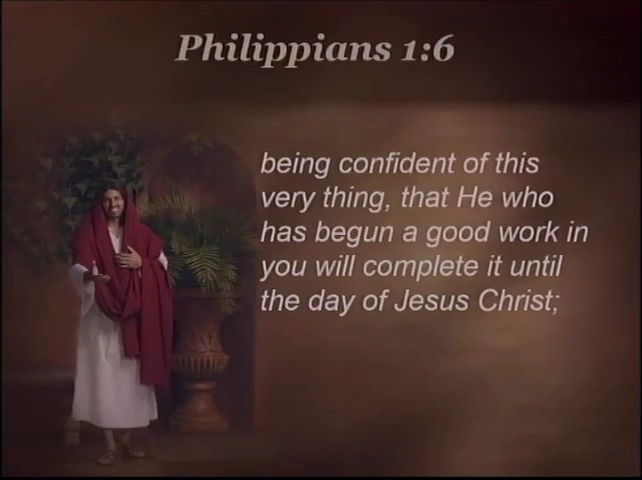 Philippians 1:6
being confident of this
very thing, that He who
has begun a good work in
you will complete it until
the day of Jesus Christ;